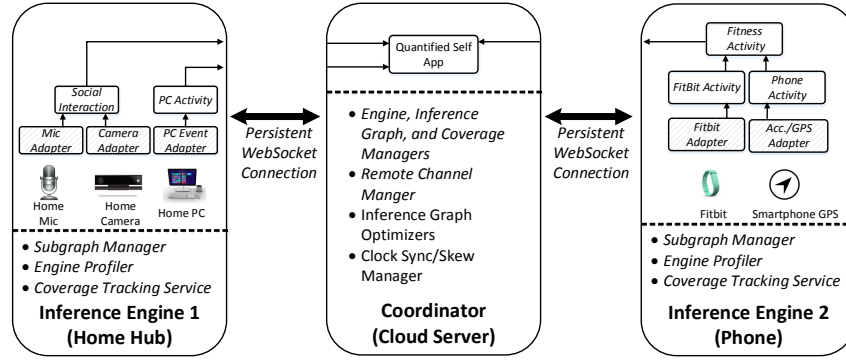 Social
Interaction
PC Activity
Mic
Adapter
Camera
Adapter
PC Event
Adapter
Home
Mic
Home
Camera
Home PC
• Subgraph Manager
• Engine Profiler
• Coverage Tracking Service
Inference Engine 1
(Home Hub)
Persistent
WebSocket
Connection
Quantified Self
App
• Engine, Inference
Graph, and Coverage
Managers
• Remote Channel
Manger
• Inference Graph
Optimizers
• Clock Sync/Skew
Manager
Coordinator
(Cloud Server)
Persistent
WebSocket
Connection
Fitness
Activity
FitBit Activity
Phone
Activity
Fitbit
Adapter
Acc./GPS
Adapter
Fitbit
Smartphone GPS
• Subgraph Manager
• Engine Profiler
• Coverage Tracking Service
Inference Engine 2
(Phone)